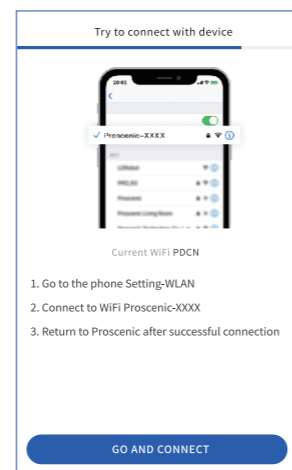 Try to connect with device
Proscenic-XXXX
Current WiFi PDCN
1. Go to the phone Setting-WLAN
2. Connect to WiFi Proscenic-XXXX
3. Return to Proscenic after successful connection
GO AND CONNECT